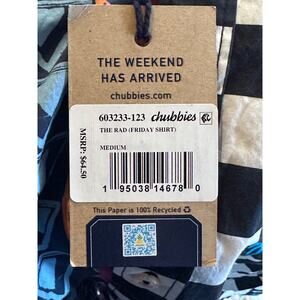 THE WEEKEND
HAS ARRIVED
chubbies.com
603233-123 chubbies
THE RAD (FRIDAY SHIRT)
MEDIUM
MSRP: $64.50
1 95038 14678 0
This Paper is 100% Recycled